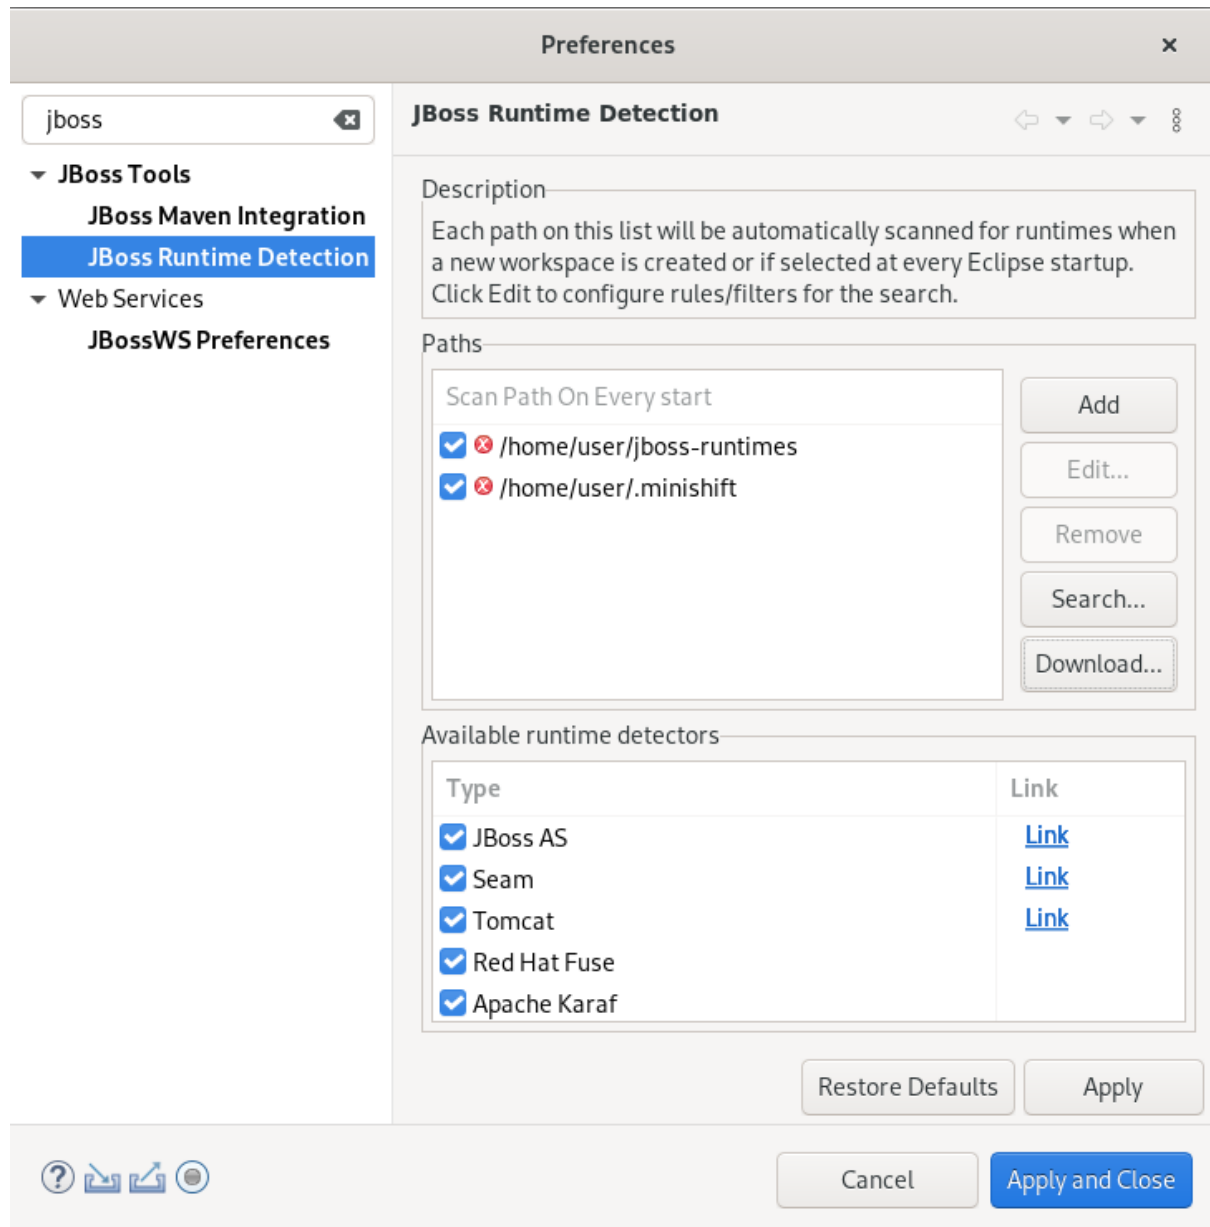 Preferences
jboss
JBoss Tools
JBoss Maven Integration
JBoss Runtime Detection
Web Services
JBossWS Preferences
JBoss Runtime Detection
Description
Each path on this list will be automatically scanned for runtimes when
a new workspace is created or if selected at every Eclipse startup.
Click Edit to configure rules/filters for the search.
Paths
Scan Path On Every start
/home/user/jboss-runtimes
/home/user/.minishift
Add
Edit...
Remove
Search...
Download...
Available runtime detectors
Type Link
JBoss AS Link
Seam Link
Tomcat Link
Red Hat Fuse
Apache Karaf
Restore Defaults Apply
Cancel Apply and Close